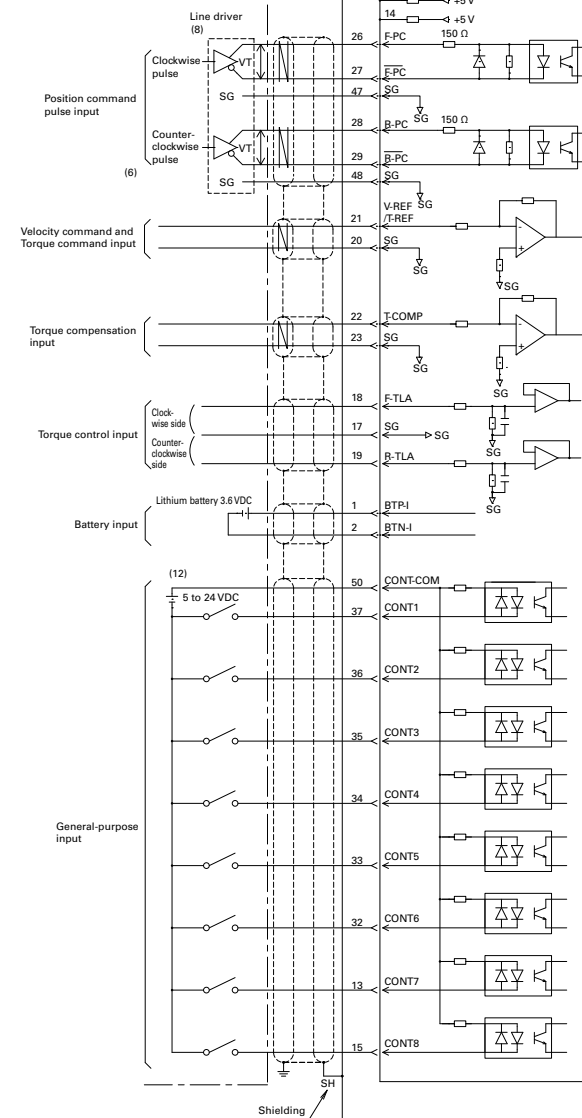 +5 V
14
+5 V
Line driver
(8)
26 F-PC 150 Ω
Clockwise
pulse
VT
27 F-PC
SG
47 SG
SG
Position command
pulse input
28 R-PC 150 Ω
Counter-
clockwise
pulse
VT
29 R-PC
(6)
SG
48 SG
SG
V-REF
21 /T-REF
Velocity command and
Torque command input
20 SG
SG
-
+
SG
22 T-COMP
Torque compensation
input
23 SG
SG
-
+
SG
18 F-TLA
Clock-
wise side
17 SG
SG
Torque control input
Counter-
clockwise
side
19 R-TLA
SG
SG
Lithium battery 3.6 VDC
1 BTP-I
Battery input
2 BTN-I
(12)
50 CONT-COM
5 to 24 VDC
37 CONT1
36 CONT2
35 CONT3
34 CONT4
General-purpose
input
33 CONT5
32 CONT6
13 CONT7
15 CONT8
SH
Shielding